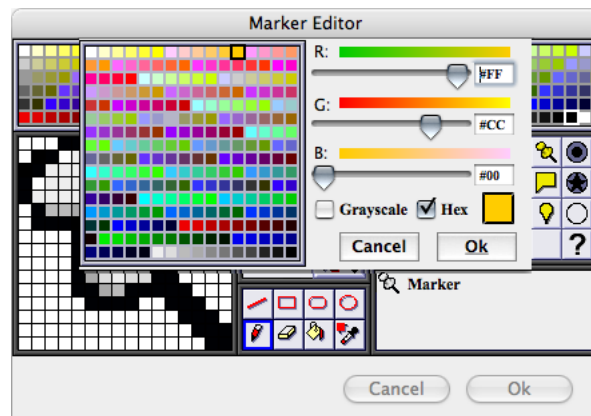 Marker Editor
R:
#FF
G:
#CC
B:
#00
Grayscale Hex
Cancel Ok
?
Marker
Cancel Ok